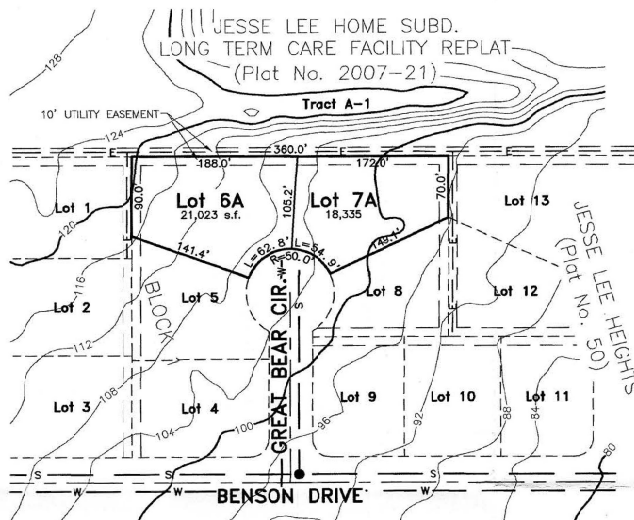 JESSE LEE HOME SUBD.
LONG TERM CARE FACILITY REPLAT
(Plat No. 2007-21)
128
Tract A-1
10' UTILITY EASEMENT
124
E
360.0'
E
E
188.0'
172.0'
Lot 1
90.0'
Lot 6A
21,023 s.f.
105.2'
Lot 7A
18,335
70.0'
Lot 13
120
E
141.4'
L=62.8'
L=54.9'
R=50.0'
149.1'
E
116
W
Lot 2
Lot 5
BLOCK
S
Lot 8
Lot 12
JESSE LEE HEIGHTS
(Plat No. 50)
112
GREAT BEAR CIR.
108
Lot 3
Lot 4
104
100
96
Lot 9
92
Lot 10
88
84
Lot 11
80
S
S
S
W
W
W
BENSON DRIVE